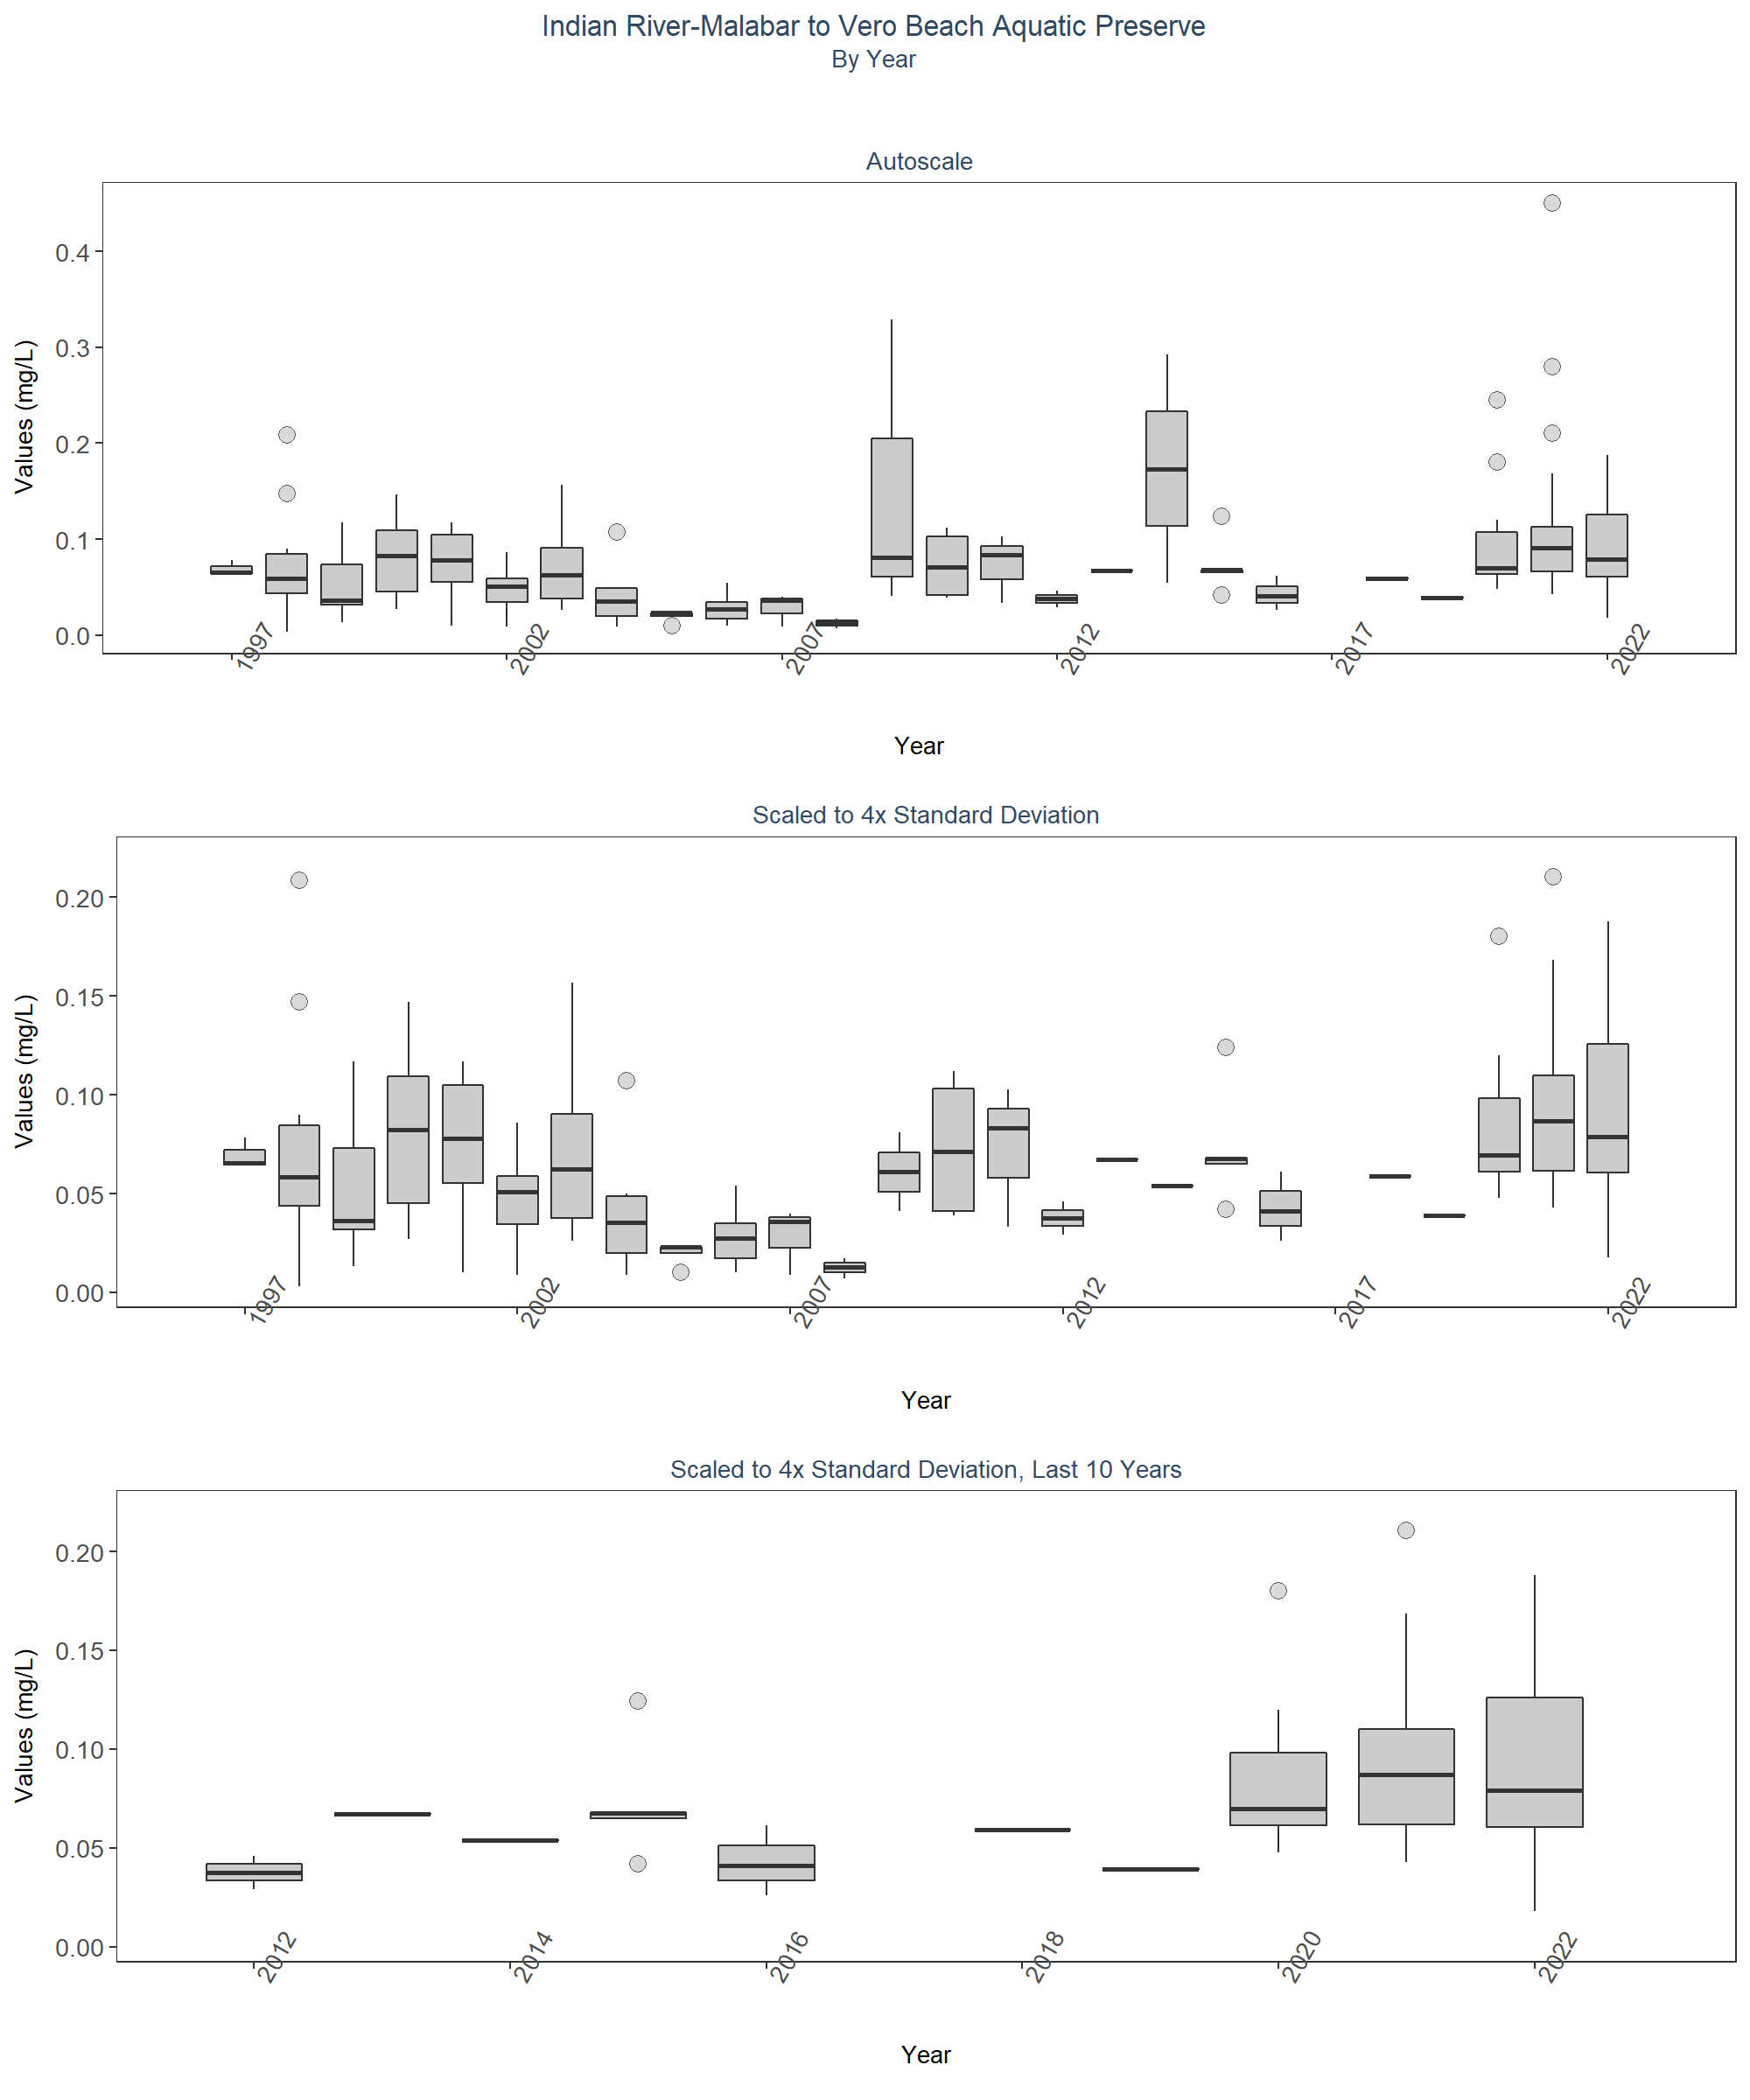 Indian River-Malabar to Vero Beach Aquatic Preserve
By Year
Autoscale
Values (mg/L)
0.4
0.3
0.2
0.1
0.0
1997 2002 2007 2012 2017 2022
Year
Scaled to 4x Standard Deviation
Values (mg/L)
0.20
0.15
0.10
0.05
0.00
1997 2002 2007 2012 2017 2022
Year
Scaled to 4x Standard Deviation, Last 10 Years
Values (mg/L)
0.20
0.15
0.10
0.05
0.00
2012 2014 2016 2018 2020 2022
Year